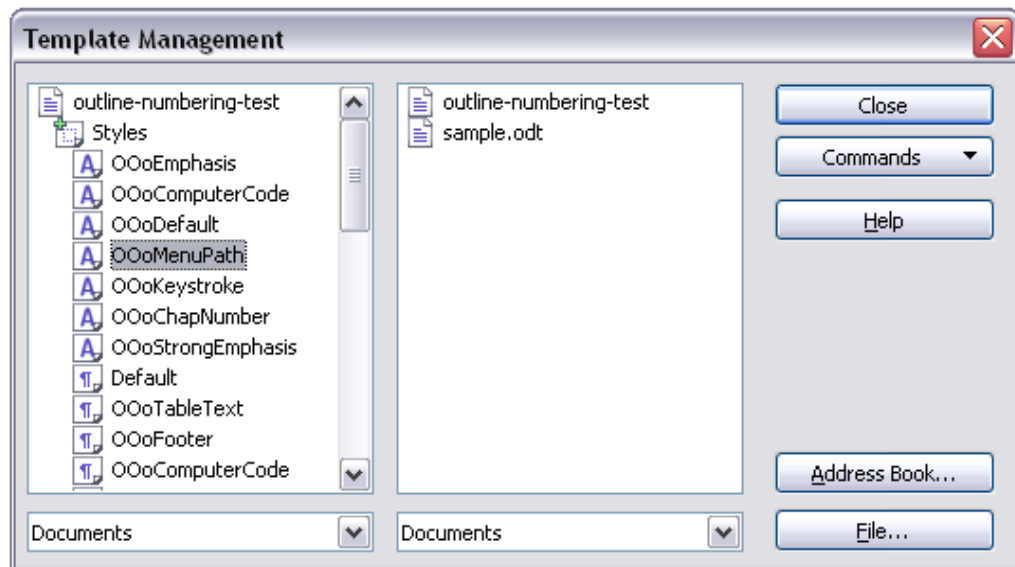 Template Management
outline-numbering-test
Styles
OOoEmphasis
OOoComputerCode
OOoDefault
OOoMenuPath
OOoKeystroke
OOoChapNumber
OOoStrongEmphasis
Default
OOoTableText
OOoFooter
OOoComputerCode
Documents
outline-numbering-test
sample.odt
Documents
Close
Commands
Help
Address Book...
File...